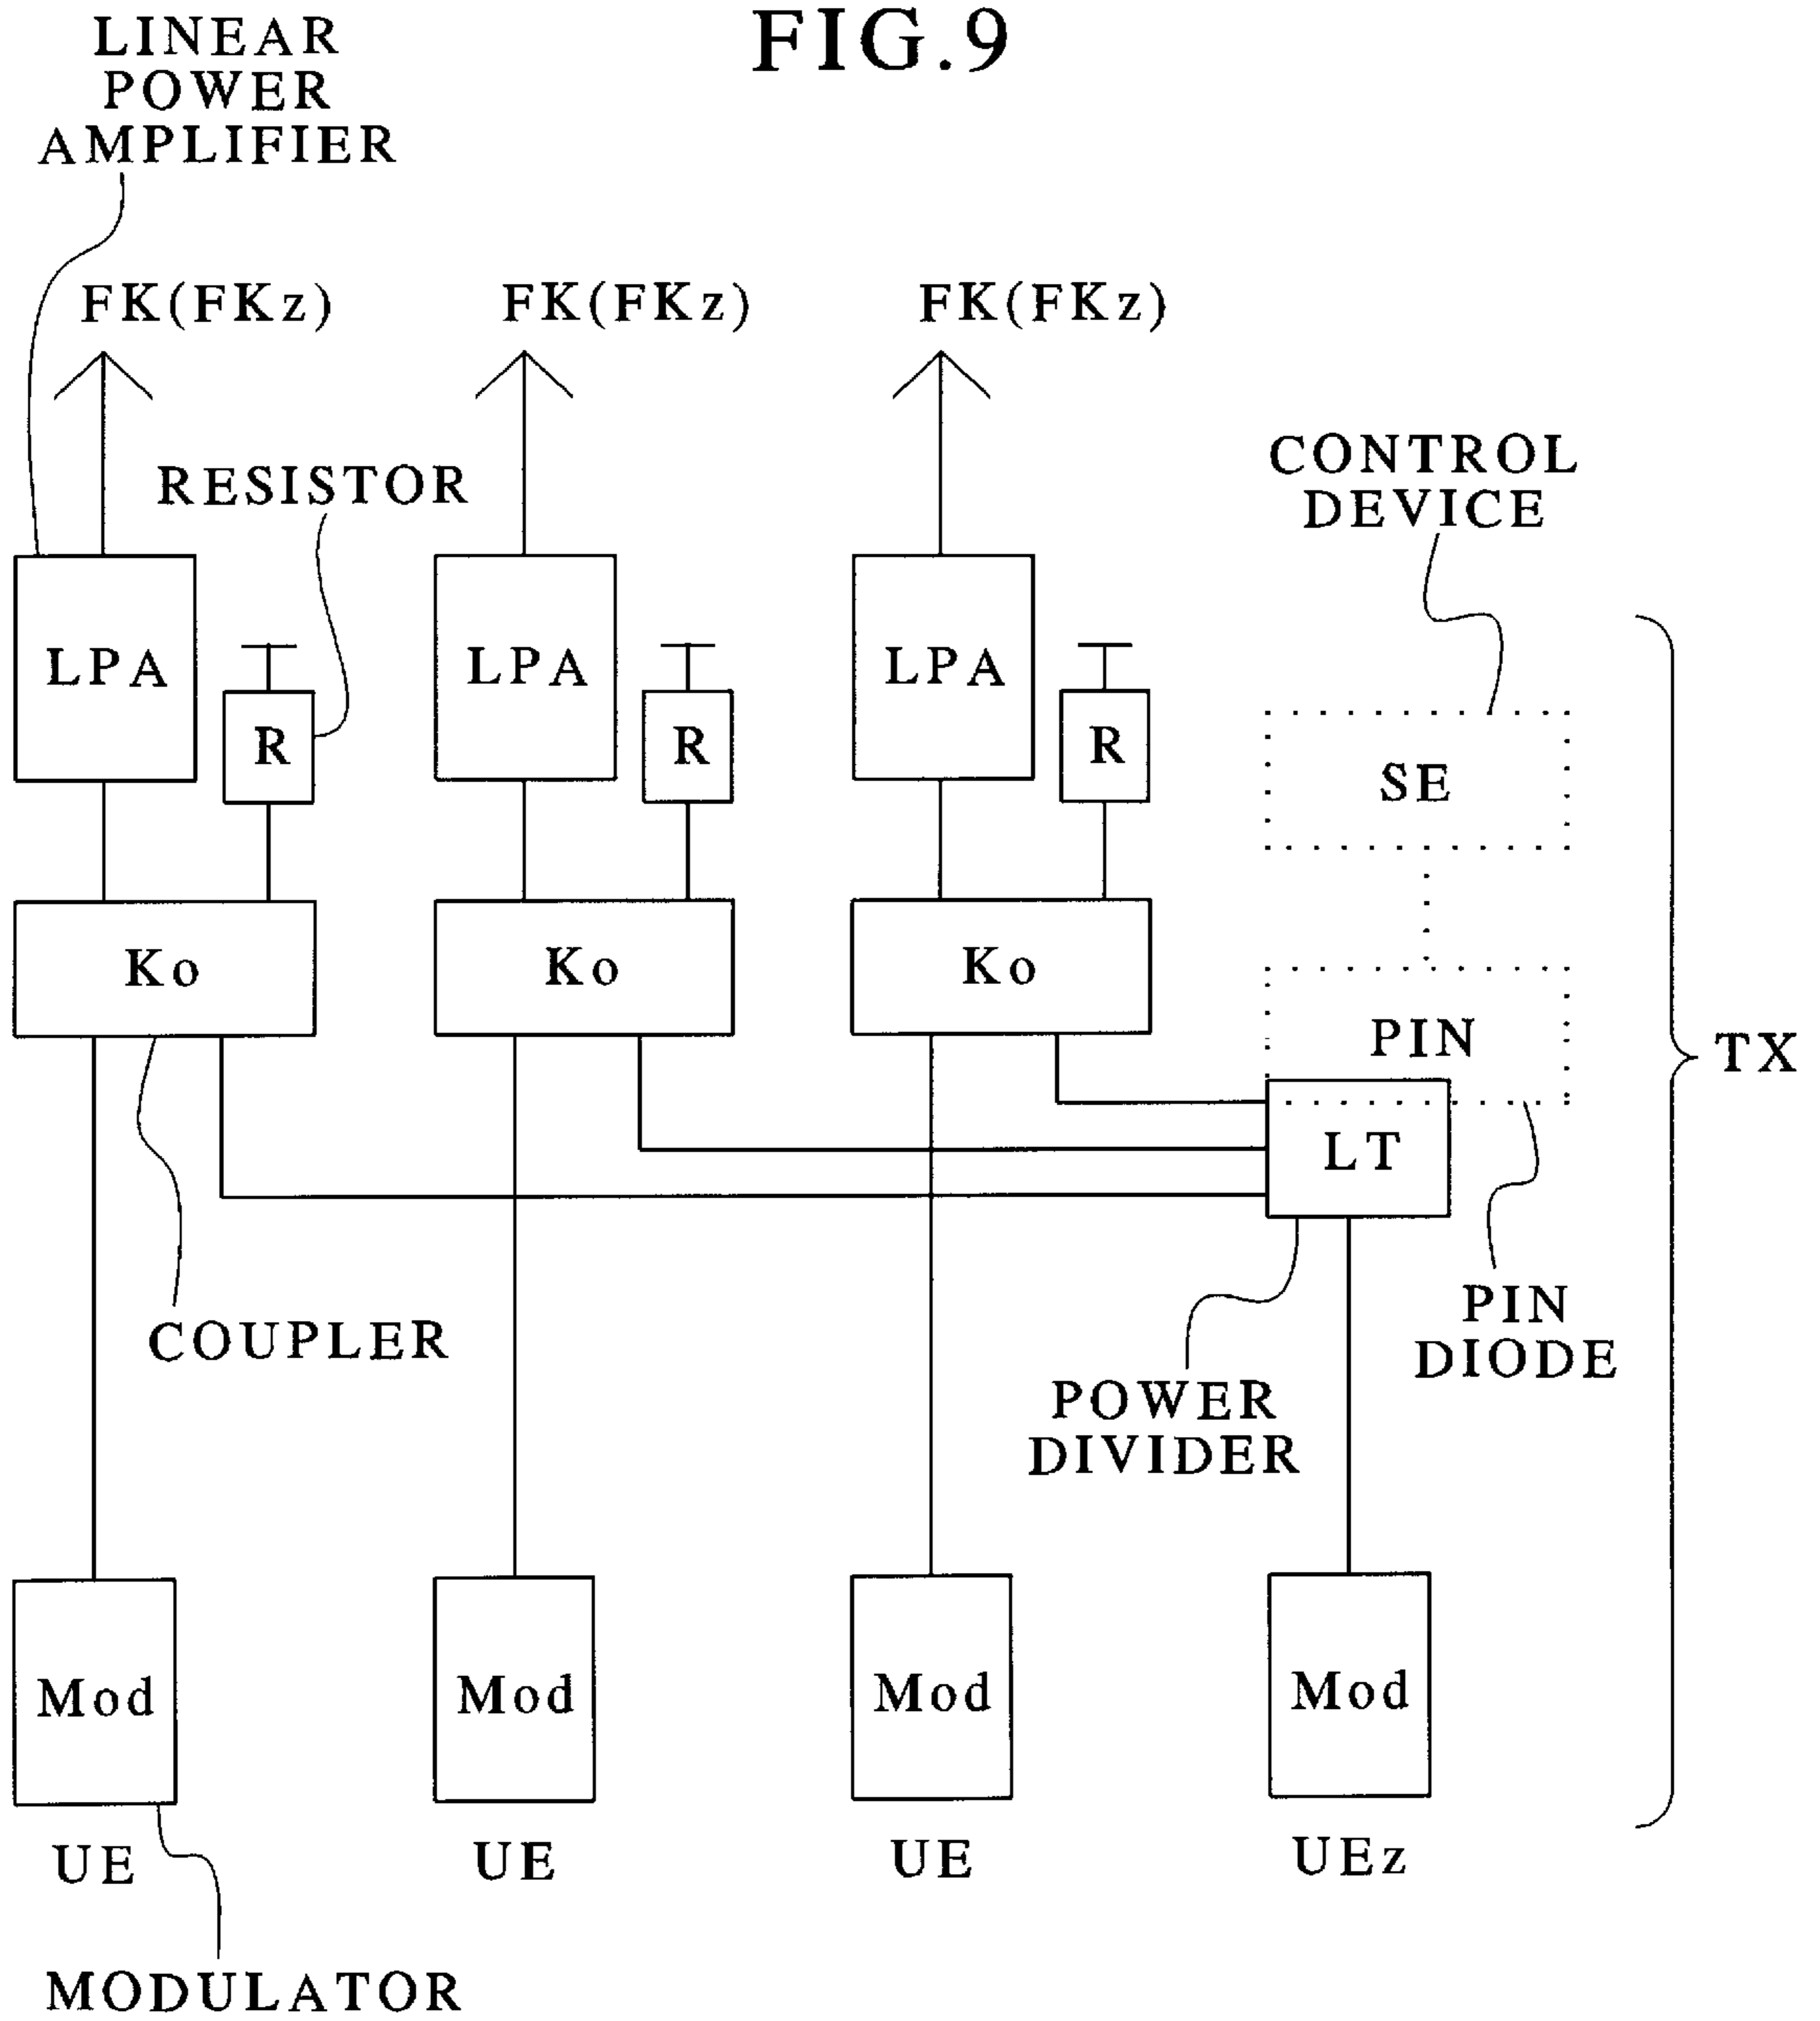 FIG.9
LINEAR
POWER
AMPLIFIER
FK(FKz)
FK(FKz)
FK(FKz)
RESISTOR
CONTROL
DEVICE
LPA
R
LPA
R
LPA
R
SE
Ko
Ko
Ko
PIN
TX
LT
COUPLER
PIN
DIODE
POWER
DIVIDER
Mod
Mod
Mod
Mod
UE
UE
UE
UEz
MODULATOR